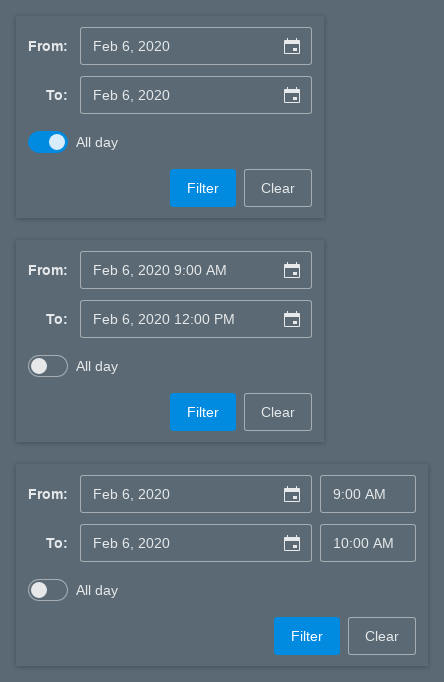 From: Feb 6, 2020
To: Feb 6, 2020
All day
Filter Clear
From: Feb 6, 2020 9:00 AM
To: Feb 6, 2020 12:00 PM
All day
Filter Clear
From: Feb 6, 2020 9:00 AM
To: Feb 6, 2020 10:00 AM
All day
Filter Clear